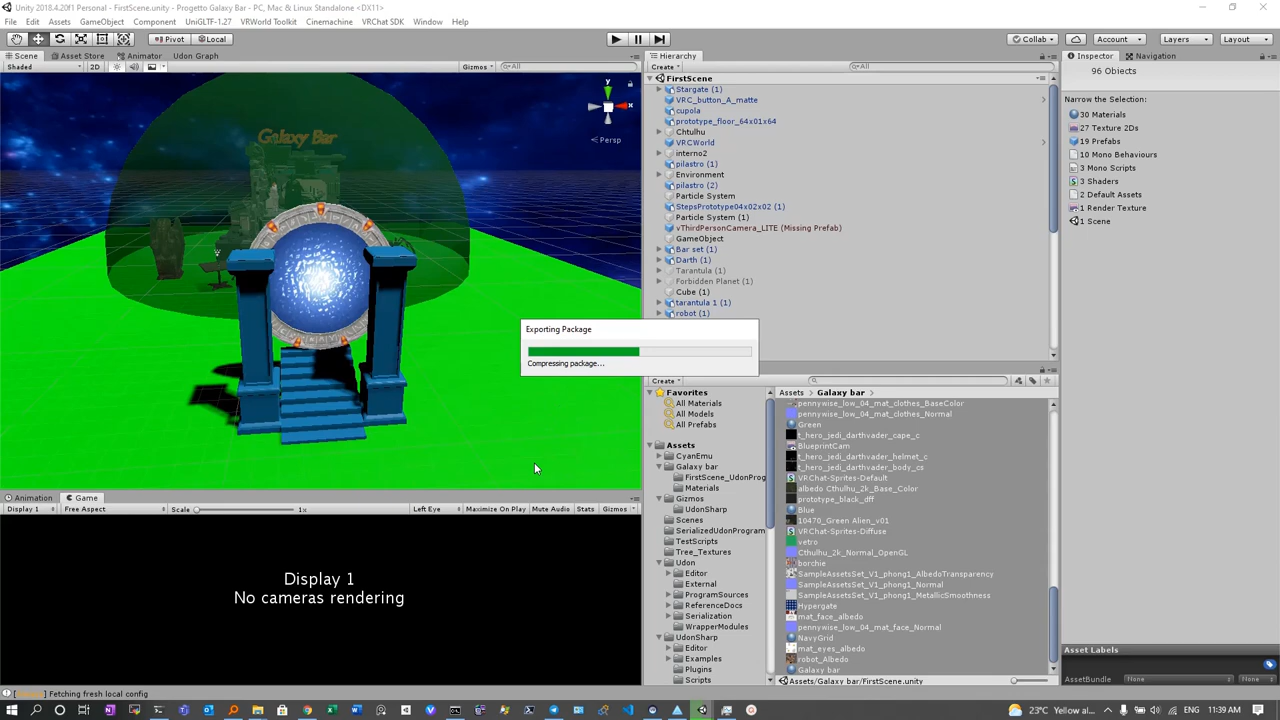 Unity 2018.4.20f1 Personal - FirstScene.unity - Progetto Galaxy Bar - PC, Mac & Linux Standalone <DX11>
File Edit Assets GameObject Component UniGLTF-1.27 VRWorld Toolkit Cinemachine VRChat SDK Window Help
Pivot Local Collab Account Layers Layout
Scene Asset Store Animator Udon Graph
Shaded 2D Gizmos All
y
x
Persp
Galaxy Bar
Hierarchy
Create All
FirstScene
Stargate (1)
VRC_button_A_matte
cupola
prototype_floor_64x01x64
Chtulhu
VRCWorld
interno2
pilastro (1)
Environment
pilastro (2)
Particle System
StepsPrototype04x02x02 (1)
Particle System (1)
vThirdPersonCamera_LITE (Missing Prefab)
GameObject
Bar set (1)
Darth (1)
Tarantula (1)
Forbidden Planet (1)
Cube (1)
tarantula 1 (1)
robot (1)
Exporting Package
Compressing package...
Inspector Navigation
96 Objects
Narrow the Selection:
30 Materials
27 Texture 2Ds
19 Prefabs
10 Mono Behaviours
3 Mono Scripts
3 Shaders
2 Default Assets
1 Render Texture
1 Scene
Create
Favorites
All Materials
All Models
All Prefabs
Assets
CyanEmu
Galaxy bar
FirstScene_UdonProg
Materials
Gizmos
UdonSharp
Scenes
SerializedUdonProgram
TestScripts
Tree_Textures
Udon
Editor
External
ProgramSources
ReferenceDocs
Serialization
WrapperModules
UdonSharp
Editor
Examples
Plugins
Scripts
Assets Galaxy bar
pennywise_low_04_mat_clothes_BaseColor
pennywise_low_04_mat_clothes_Normal
Green
t_hero_jedi_darthvader_cape_c
BlueprintCam
t_hero_jedi_darthvader_helmet_c
t_hero_jedi_darthvader_body_cs
VRChat-Sprites-Default
albedo Cthulhu_2k_Base_Color
prototype_black_dff
Blue
10470_Green Alien_v01
VRChat-Sprites-Diffuse
vetro
Cthulhu_2k_Normal_OpenGL
borchie
SampleAssetsSet_V1_phong1_AlbedoTransparency
SampleAssetsSet_V1_phong1_Normal
SampleAssetsSet_V1_phong1_MetallicSmoothness
Hypergate
mat_face_albedo
pennywise_low_04_mat_face_Normal
NavyGrid
mat_eyes_albedo
robot_Albedo
Galaxy bar
Assets/Galaxy bar/FirstScene.unity
Animation Game
Display 1 Free Aspect Scale 1x Left Eye Maximize On Play Mute Audio Stats Gizmos
Display 1
No cameras rendering
Asset Labels
AssetBundle None None
Fetching fresh local config
23°C Yellow al... ENG 11:39 AM